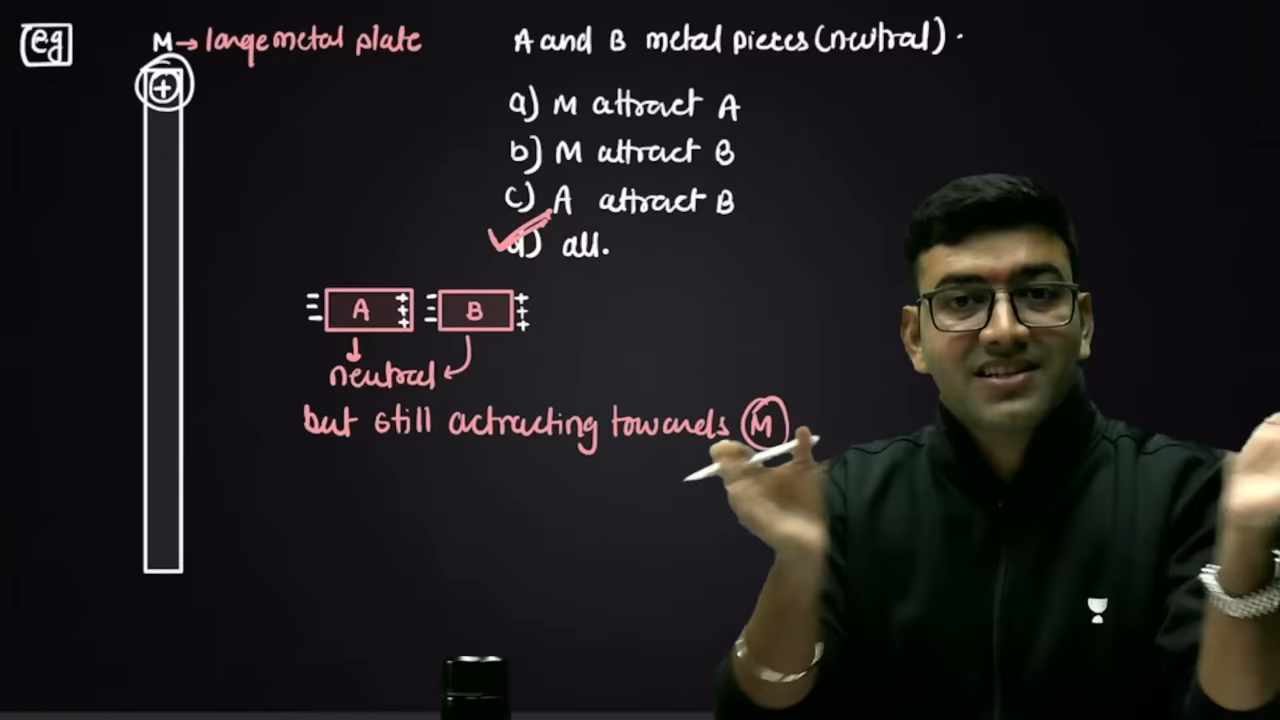 eg
M → large metal plate
+
A and B metal pieces (neutral).
a) M attract A
b) M attract B
c) A attract B
d) all.
A
+
+
+
B
+
+
+
neutral
but still attracting towards M